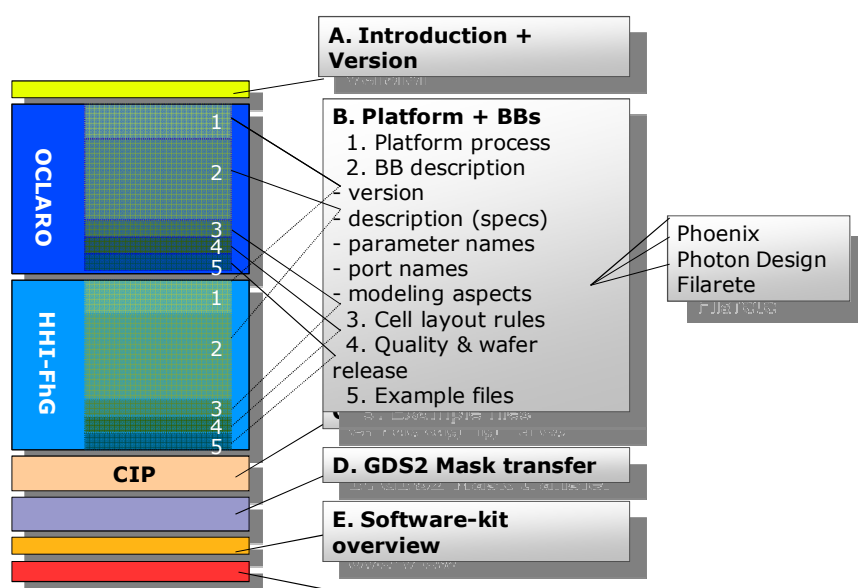 A. Introduction +
Version
OCLARO
1
2
3
4
5
HHI-FhG
1
2
3
4
5
CIP
B. Platform + BBs
1. Platform process
2. BB description
- version
- description (specs)
- parameter names
- port names
- modeling aspects
3. Cell layout rules
4. Quality & wafer
release
5. Example files
D. GDS2 Mask transfer
E. Software-kit
overview
Phoenix
Photon Design
Filarete